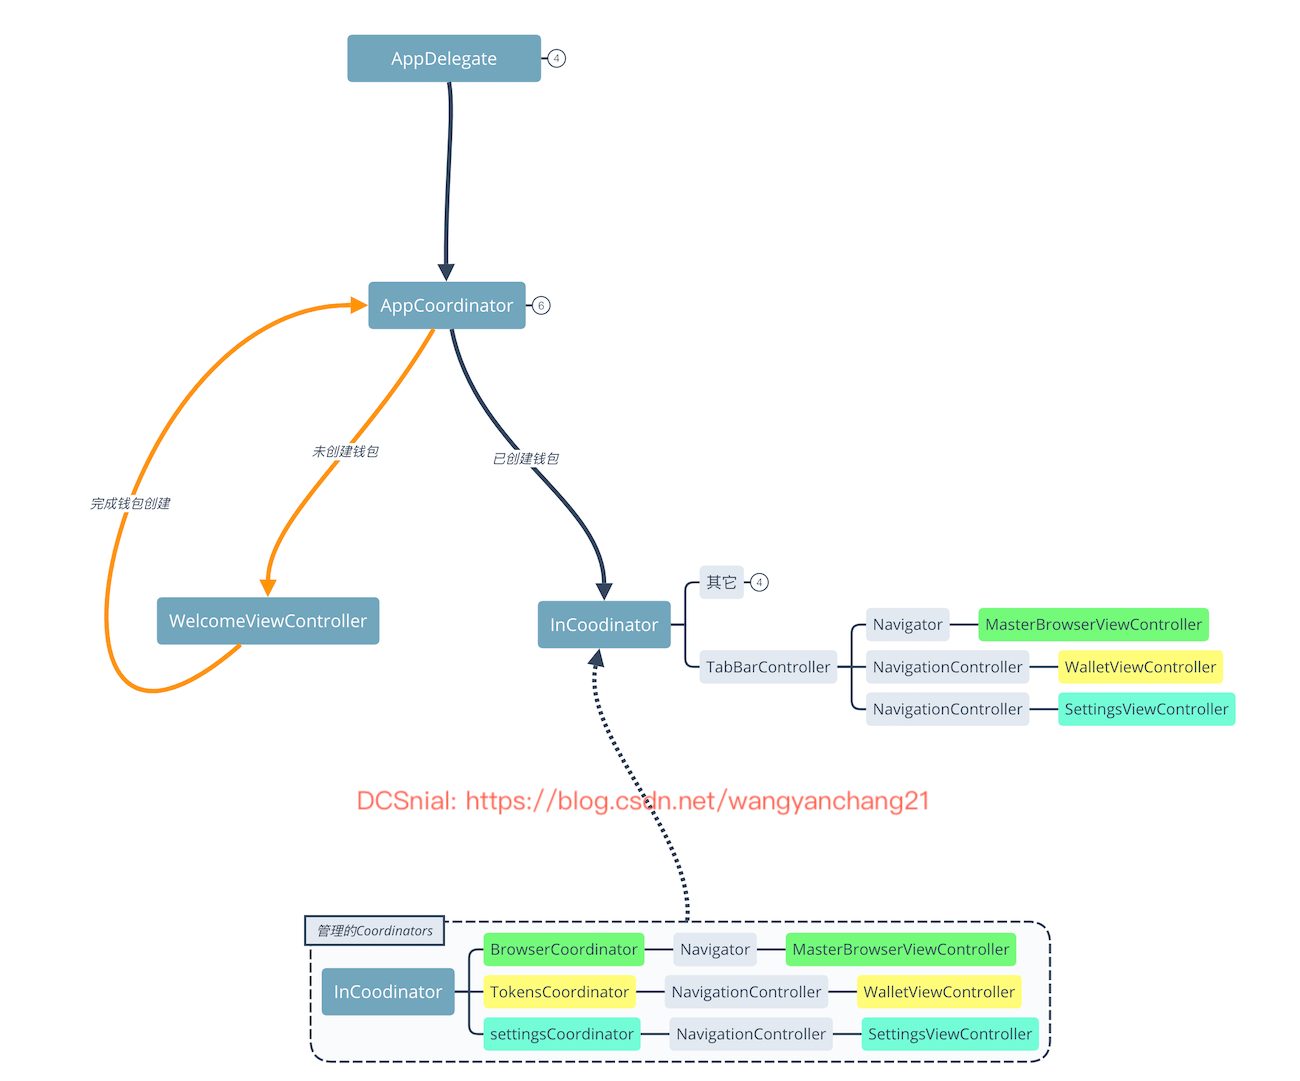 AppDelegate
4
AppCoordinator
6
未创建钱包
已创建钱包
完成钱包创建
WelcomeViewController
InCoodinator
其它
4
TabBarController
Navigator
MasterBrowserViewController
NavigationController
WalletViewController
NavigationController
SettingsViewController
DCSnial: https://blog.csdn.net/wangyanchang21
管理的Coordinators
InCoodinator
BrowserCoordinator
Navigator
MasterBrowserViewController
TokensCoordinator
NavigationController
WalletViewController
settingsCoordinator
NavigationController
SettingsViewController